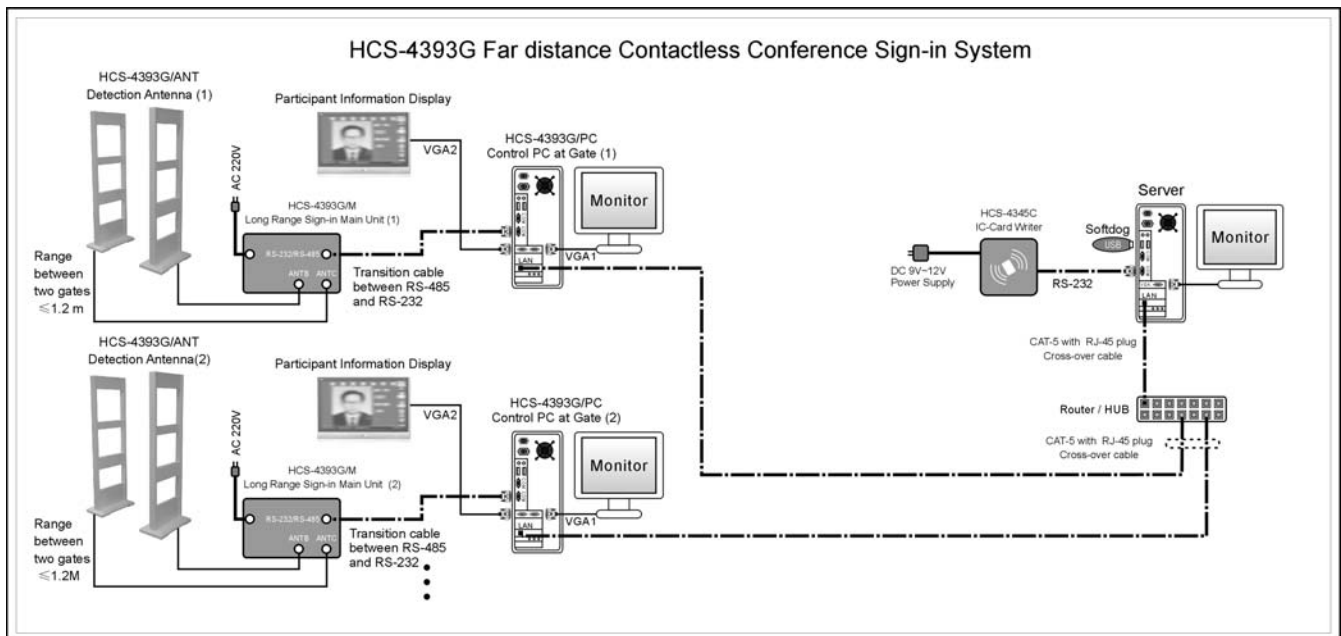 HCS-4393G Far distance Contactless Conference Sign-in System
HCS-4393G/ANT
Detection Antenna (1)
Participant Information Display
VGA2
HCS-4393G/PC
Control PC at Gate (1)
AC 220V
HCS-4393G/M
Long Range Sign-in Main Unit (1)
RS-232/RS-485
ANTB
ANTC
Range
between
two gates
≤1.2 m
Transition cable
between RS-485
and RS-232
LAN
VGA1
Monitor
HCS-4345C
IC-Card Writer
DC 9V~12V
Power Supply
RS-232
Server
Softdog
USB
LAN
Monitor
CAT-5 with RJ-45 plug
Cross-over cable
Router / HUB
CAT-5 with RJ-45 plug
Cross-over cable
HCS-4393G/ANT
Detection Antenna(2)
Participant Information Display
VGA2
HCS-4393G/PC
Control PC at Gate (2)
AC 220V
HCS-4393G/M
Long Range Sign-in Main Unit (2)
RS-232/RS-485
ANTB
ANTC
Range
between
two gates
≤1.2M
Transition cable
between RS-485
and RS-232
LAN
VGA1
Monitor